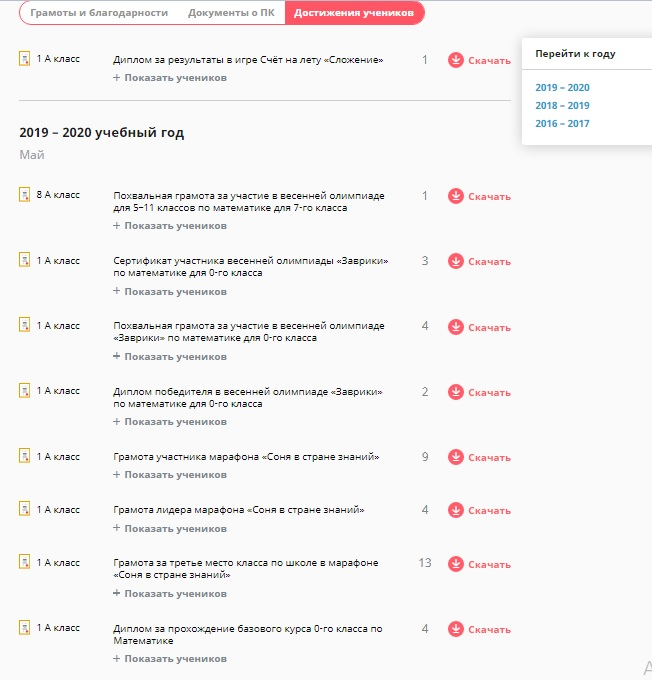 Грамоты и благодарности Документы о ПК Достижения учеников
1 А класс Диплом за результаты в игре Счёт на лету «Сложение» 1 Скачать
+ Показать учеников
Перейти к году
2019 – 2020
2018 – 2019
2016 – 2017
2019 – 2020 учебный год
Май
8 А класс Похвальная грамота за участие в весенней олимпиаде 1 Скачать
для 5–11 классов по математике для 7-го класса
+ Показать учеников
1 А класс Сертификат участника весенней олимпиады «Заврики» 3 Скачать
по математике для 0-го класса
+ Показать учеников
1 А класс Похвальная грамота за участие в весенней олимпиаде 4 Скачать
«Заврики» по математике для 0-го класса
+ Показать учеников
1 А класс Диплом победителя в весенней олимпиаде «Заврики» 2 Скачать
по математике для 0-го класса
+ Показать учеников
1 А класс Грамота участника марафона «Соня в стране знаний» 9 Скачать
+ Показать учеников
1 А класс Грамота лидера марафона «Соня в стране знаний» 4 Скачать
+ Показать учеников
1 А класс Грамота за третье место класса по школе в марафоне 13 Скачать
«Соня в стране знаний»
+ Показать учеников
1 А класс Диплом за прохождение базового курса 0-го класса по 4 Скачать
Математике
+ Показать учеников